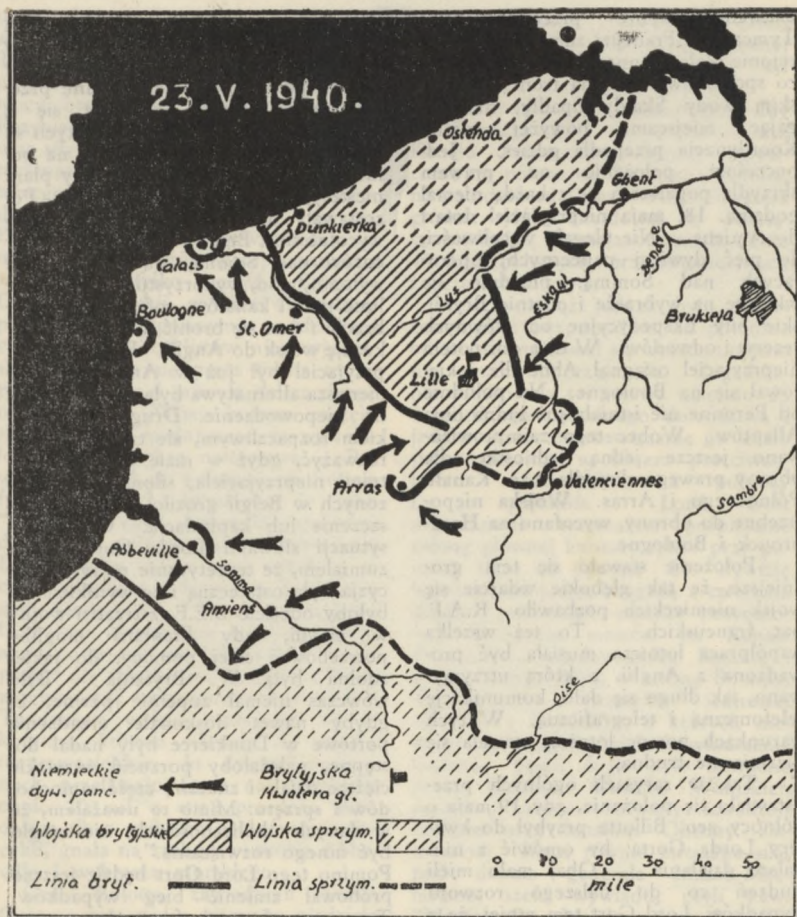 23. V. 1940.
Ostenda
Ghent
Dunkierka
Calais
Dendre
Lys
Eskaut
Boulogne
St. Omer
Bruksela
Lille
Arras
Valenciennes
Sambra
Abbeville
Somme
Amiens
Oise
Niemieckie
dyw. panc.
Brytyjska
Kwatera gł.
Wojska brytyjskie
Wojska sprzym.
Linia bryt.
Linia sprzym.
0 10 20 30 40 50
mile